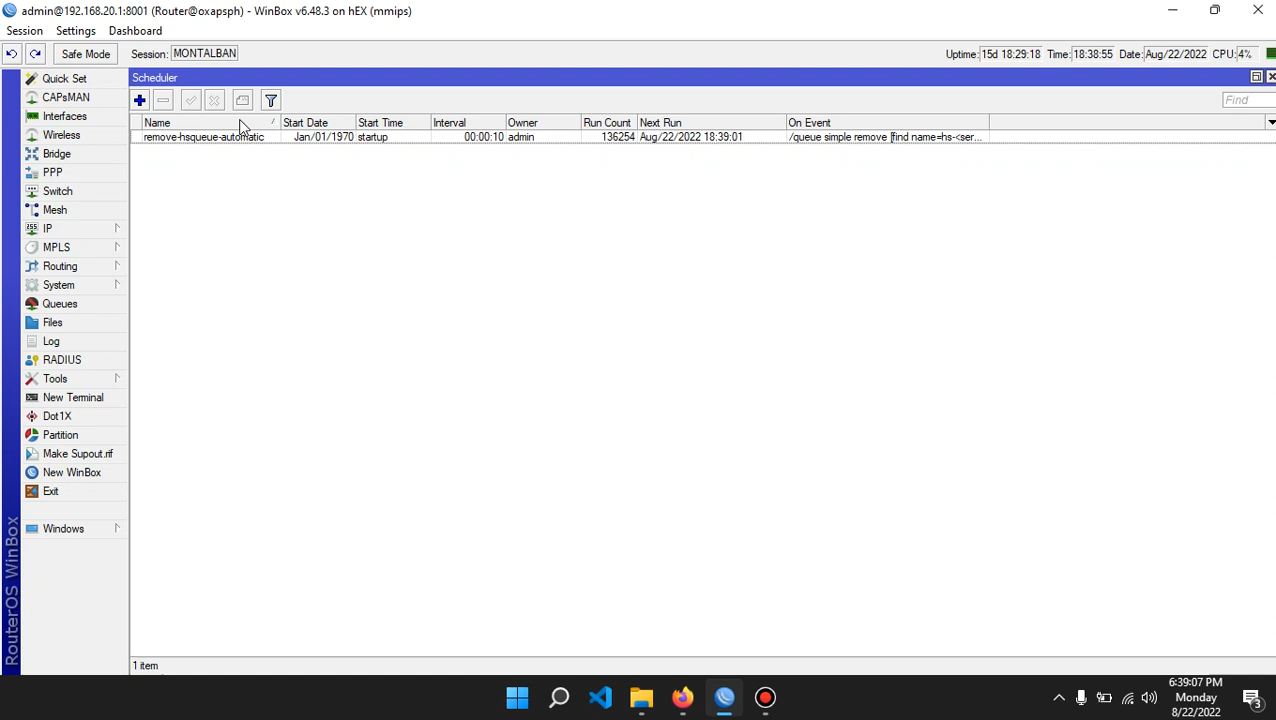 admin@192.168.20.1:8001 (Router@oxapsph) - WinBox v6.48.3 on hEX (mmips)
Session Settings Dashboard
Safe Mode Session: MONTALBAN Uptime: 15d 18:29:18 Time: 18:38:55 Date: Aug/22/2022 CPU: 4%
Scheduler
Find
Name Start Date Start Time Interval Owner Run Count Next Run On Event
remove-hsqueue-automatic Jan/01/1970 startup 00:00:10 admin 136254 Aug/22/2022 18:39:01 /queue simple remove [find name=hs-<ser...
Quick Set
CAPsMAN
Interfaces
Wireless
Bridge
PPP
Switch
Mesh
IP
MPLS
Routing
System
Queues
Files
Log
RADIUS
Tools
New Terminal
Dot1X
Partition
Make Supout.rif
New WinBox
Exit
Windows
RouterOS WinBox
1 item
6:39:07 PM
Monday
8/22/2022
3